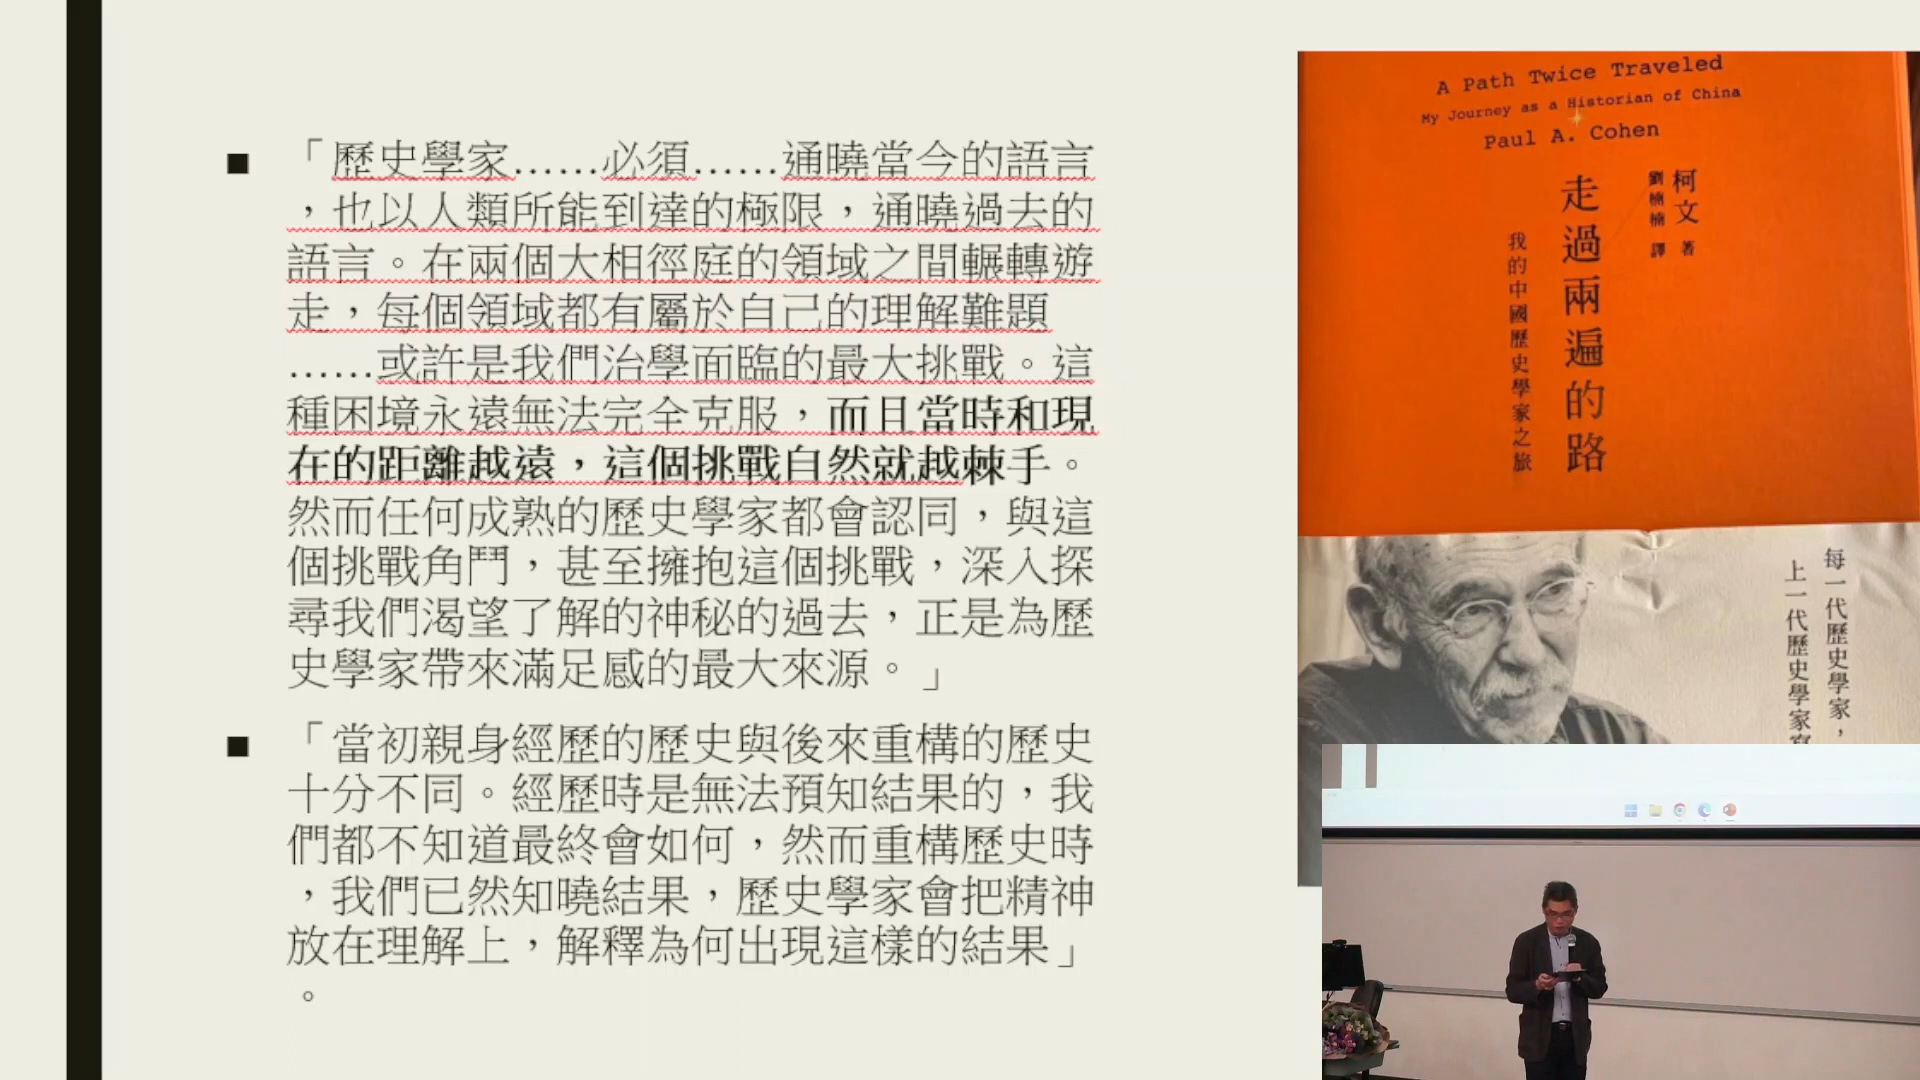 「歷史學家……必須……通曉當今的語言
，也以人類所能到達的極限，通曉過去的
語言。在兩個大相徑庭的領域之間輾轉遊
走，每個領域都有屬於自己的理解難題
……或許是我們治學面臨的最大挑戰。這
種困境永遠無法完全克服，而且當時和現
在的距離越遠，這個挑戰自然就越棘手。
然而任何成熟的歷史學家都會認同，與這
個挑戰角鬥，甚至擁抱這個挑戰，深入探
尋我們渴望了解的神秘的過去，正是為歷
史學家帶來滿足感的最大來源。」
「當初親身經歷的歷史與後來重構的歷史
十分不同。經歷時是無法預知結果的，我
們都不知道最終會如何，然而重構歷史時
，我們已然知曉結果，歷史學家會把精神
放在理解上，解釋為何出現這樣的結果」
。
A Path Twice Traveled
My Journey as a Historian of China
Paul A. Cohen
柯文 著
劉楠楠 譯
走過兩遍的路
我的中國歷史學家之旅
每一代歷史學家，
上一代歷史學家寫